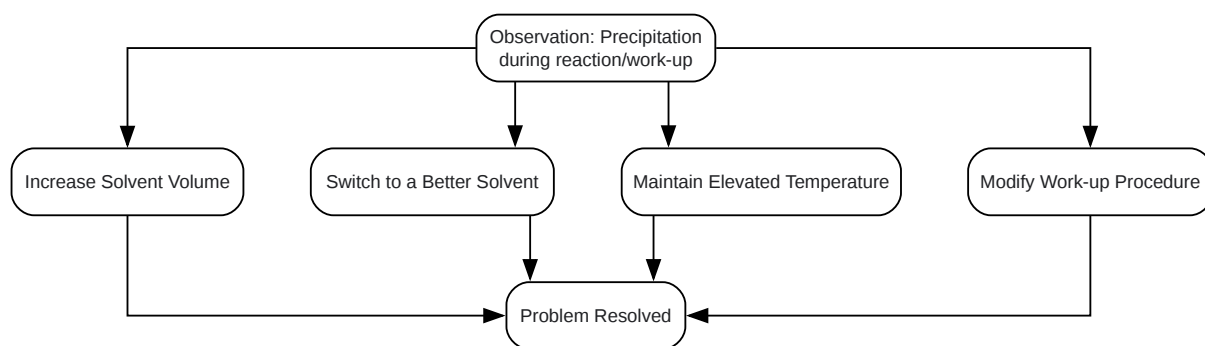 Observation: Precipitation
during reaction/work-up
Increase Solvent Volume
Switch to a Better Solvent
Maintain Elevated Temperature
Modify Work-up Procedure
Problem Resolved